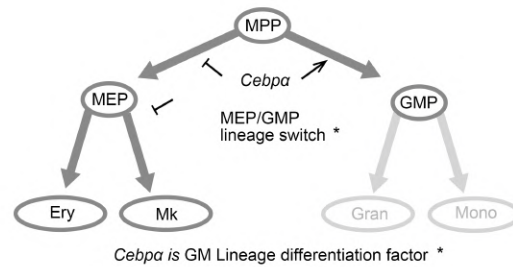 MPP
Cebpα
MEP
GMP
MEP/GMP
lineage switch *
Ery
Mk
Gran
Mono
Cebpα is GM Lineage differentiation factor *